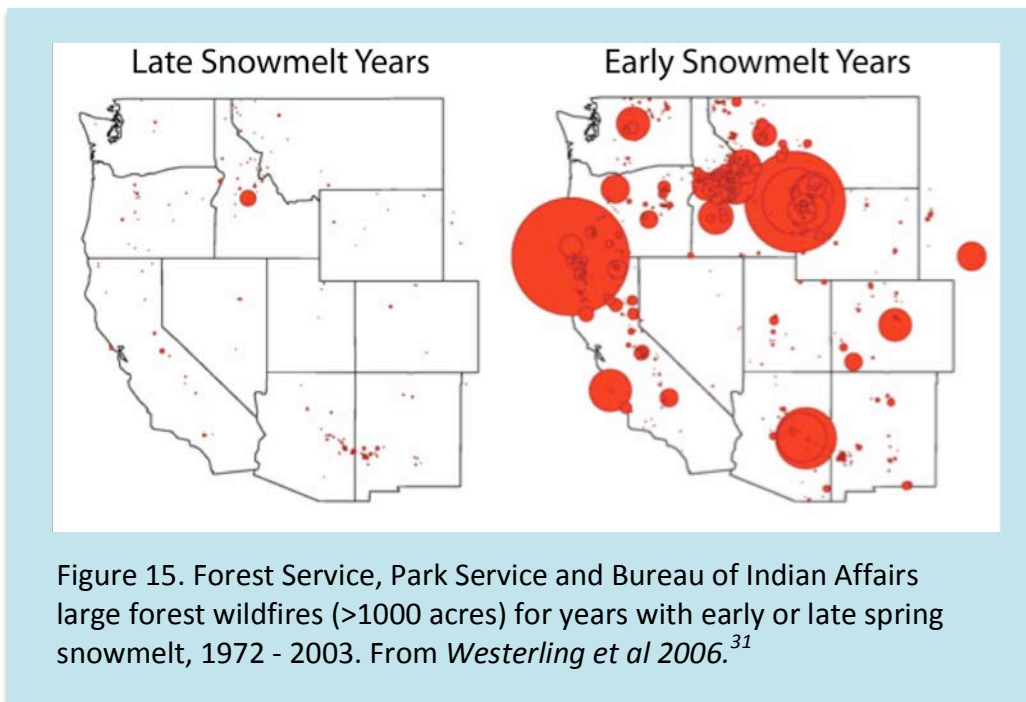 Late Snowmelt Years
Early Snowmelt Years
Figure 15. Forest Service, Park Service and Bureau of Indian Affairs
large forest wildfires (>1000 acres) for years with early or late spring
snowmelt, 1972 - 2003. From Westerling et al 2006.31